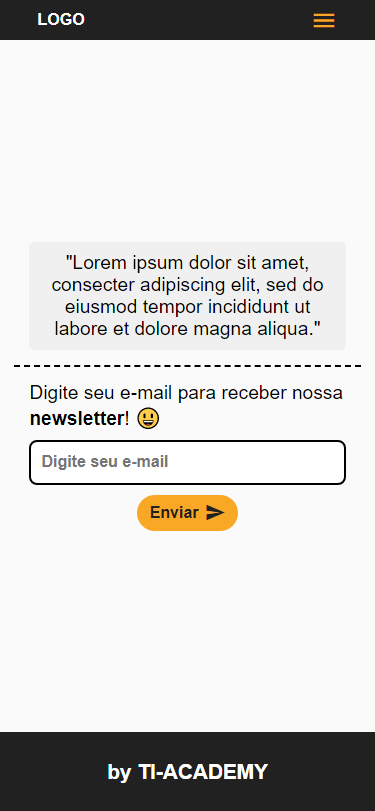 LOGO
"Lorem ipsum dolor sit amet,
consecter adipiscing elit, sed do
eiusmod tempor incididunt ut
labore et dolore magna aliqua."
Digite seu e-mail para receber nossa
newsletter! 😃
Digite seu e-mail
Enviar
by TI-ACADEMY